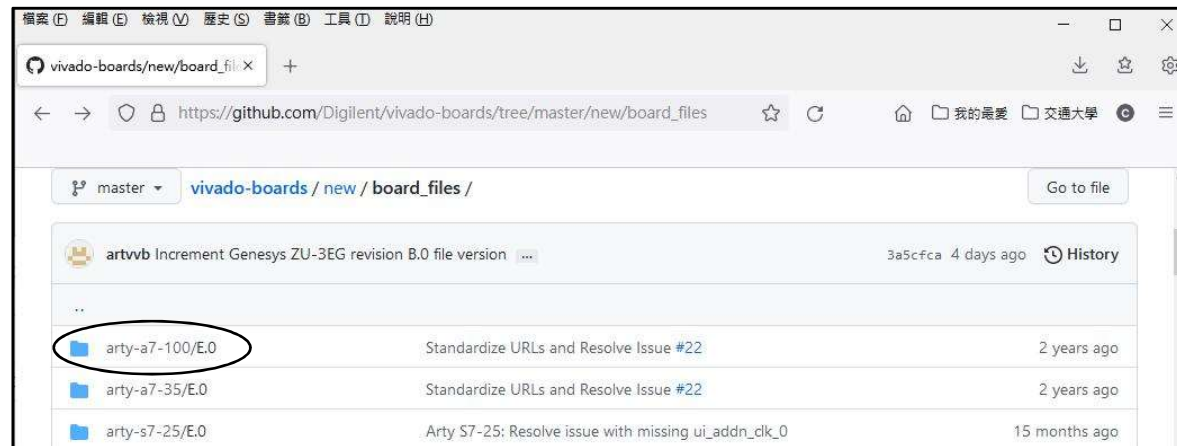 檔案(F) 編輯(E) 檢視(V) 歷史(S) 書籤(B) 工具(T) 說明(H)
vivado-boards/new/board_fil
https://github.com/Digilent/vivado-boards/tree/master/new/board_files 我的最愛 交通大學 C
master vivado-boards / new / board_files / Go to file
artvvb Increment Genesys ZU-3EG revision B.0 file version ... 3a5cfca 4 days ago History
..
arty-a7-100/E.0 Standardize URLs and Resolve Issue #22 2 years ago
arty-a7-35/E.0 Standardize URLs and Resolve Issue #22 2 years ago
arty-s7-25/E.0 Arty S7-25: Resolve issue with missing ui_addn_clk_0 15 months ago